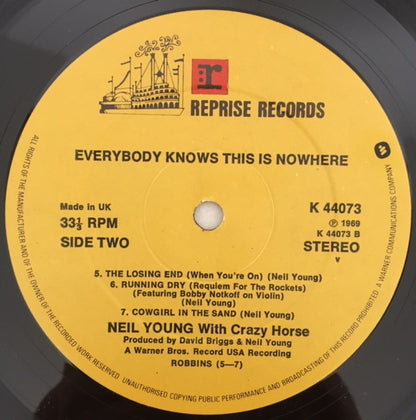 r
REPRISE RECORDS
EVERYBODY KNOWS THIS IS NOWHERE
Made in UK
33⅓ RPM
SIDE TWO
K 44073
℗ 1969
K 44073 B
STEREO
v
5. THE LOSING END (When You're On) (Neil Young)
6. RUNNING DRY (Requiem For The Rockets)
(Featuring Bobby Notkoff on Violin)
(Neil Young)
7. COWGIRL IN THE SAND (Neil Young)
NEIL YOUNG With Crazy Horse
Produced by David Briggs & Neil Young
A Warner Bros. Record USA Recording
ROBBINS (5—7)
ALL RIGHTS OF THE MANUFACTURER AND OF THE OWNER OF THE RECORDED WORK RESERVED UNAUTHORISED COPYING PUBLIC PERFORMANCE AND BROADCASTING OF THIS RECORD PROHIBITED A WARNER COMMUNICATIONS COMPANY